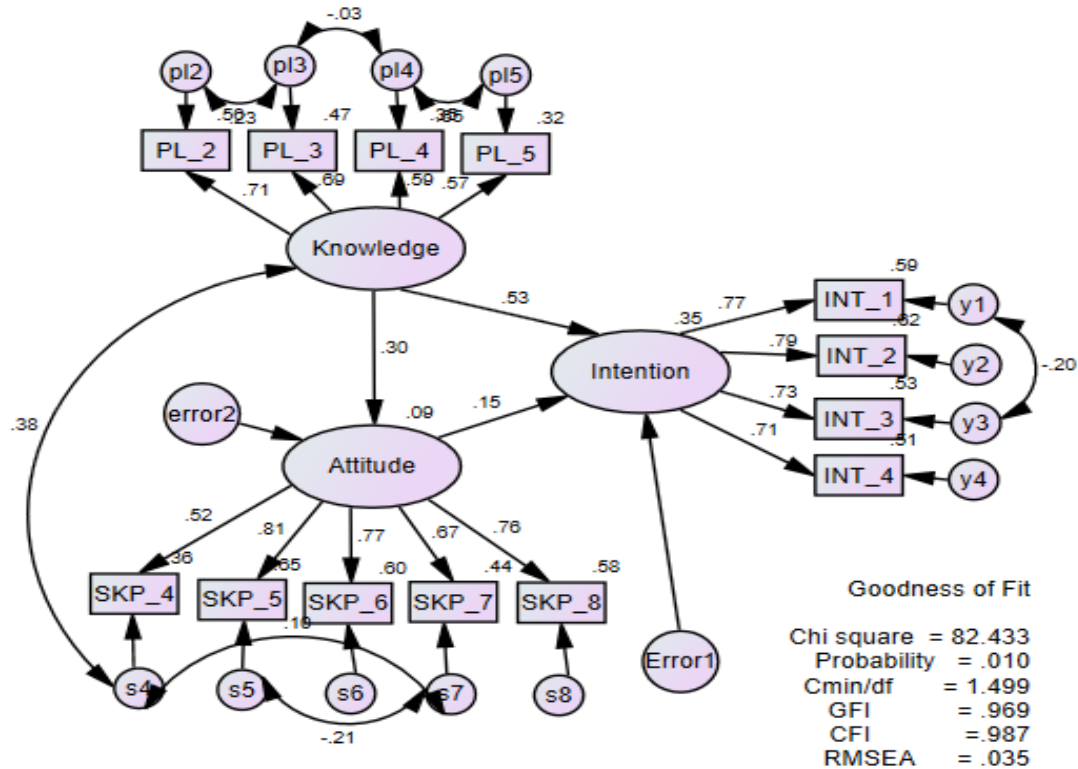 -.03
pl2
pl3
pl4
pl5
.23
.47
.32
PL_2
PL_3
PL_4
PL_5
.71
.69
.59
.57
Knowledge
.53
.30
.38
.59
.77
INT_1
y1
.35
.62
.79
INT_2
y2
-.20
Intention
.53
.73
INT_3
y3
.51
.71
INT_4
y4
error2
.09
.15
Attitude
.52
.81
.77
.67
.76
.36
.65
.60
.44
.58
SKP_4
SKP_5
SKP_6
SKP_7
SKP_8
s4
s5
s6
s7
s8
-.21
Error1
Goodness of Fit
Chi square = 82.433
Probability = .010
Cmin/df = 1.499
GFI = .969
CFI =.987
RMSEA = .035